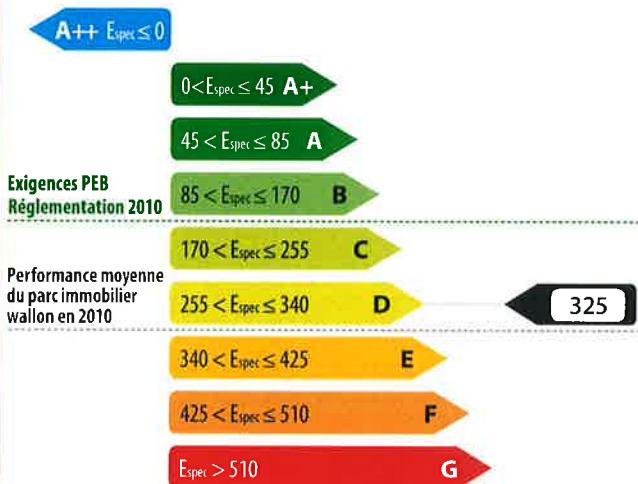 A++ Espec ≤ 0
0 < Espec ≤ 45 A+
45 < Espec ≤ 85 A
Exigences PEB
Réglementation 2010
85 < Espec ≤ 170 B
170 < Espec ≤ 255 C
Performance moyenne
du parc immobilier
wallon en 2010
255 < Espec ≤ 340 D
325
340 < Espec ≤ 425 E
425 < Espec ≤ 510 F
Espec > 510 G